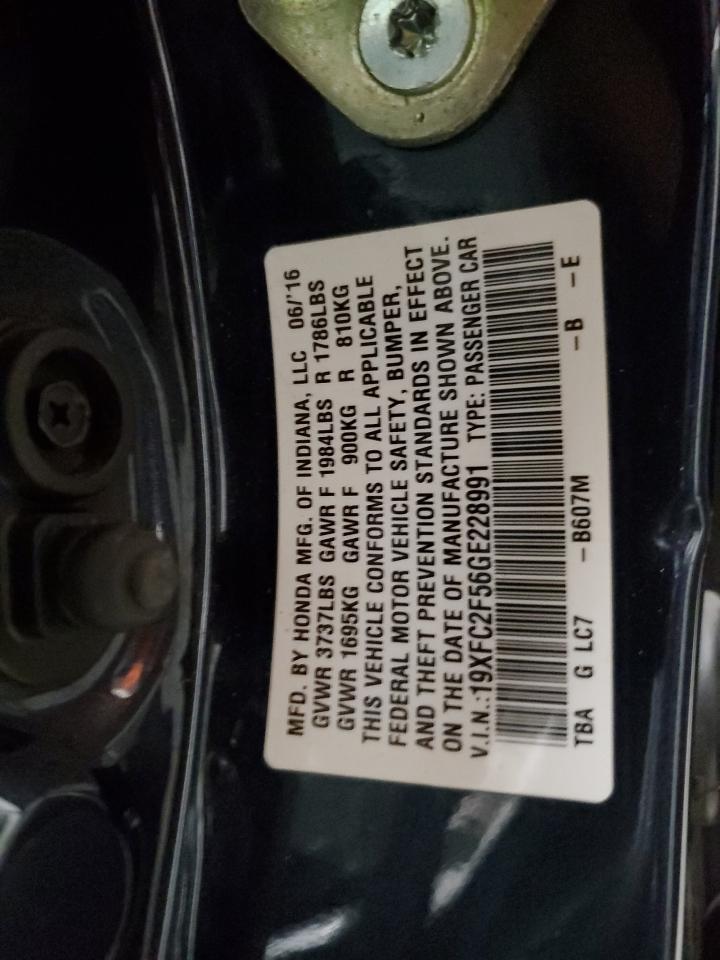 MFD. BY HONDA MFG. OF INDIANA, LLC 06/'16
GVWR 3737LBS GAWR F 1984LBS R 1786LBS
GVWR 1695KG GAWR F 900KG R 810KG
THIS VEHICLE CONFORMS TO ALL APPLICABLE
FEDERAL MOTOR VEHICLE SAFETY, BUMPER,
AND THEFT PREVENTION STANDARDS IN EFFECT
ON THE DATE OF MANUFACTURE SHOWN ABOVE.
V.I.N.:19XFC2F56GE228991 TYPE: PASSENGER CAR
TBA G LC7 –B607M –B –E